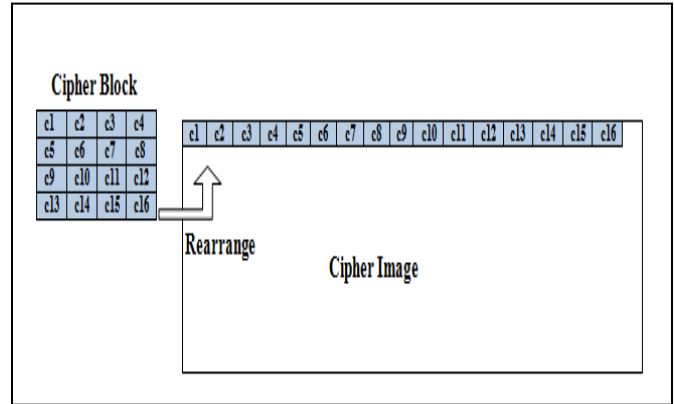 Cipher Block
c1 c2 c3 c4
c5 c6 c7 c8
c9 c10 c11 c12
c13 c14 c15 c16
c1 c2 c3 c4 c5 c6 c7 c8 c9 c10 c11 c12 c13 c14 c15 c16
Rearrange
Cipher Image